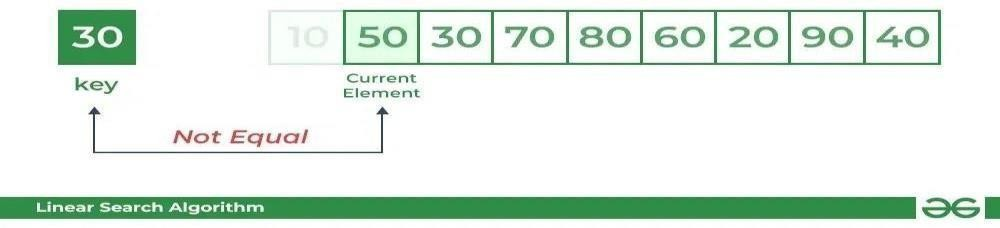 30 10 50 30 70 80 60 20 90 40
key
Current
Element
Not Equal
Linear Search Algorithm